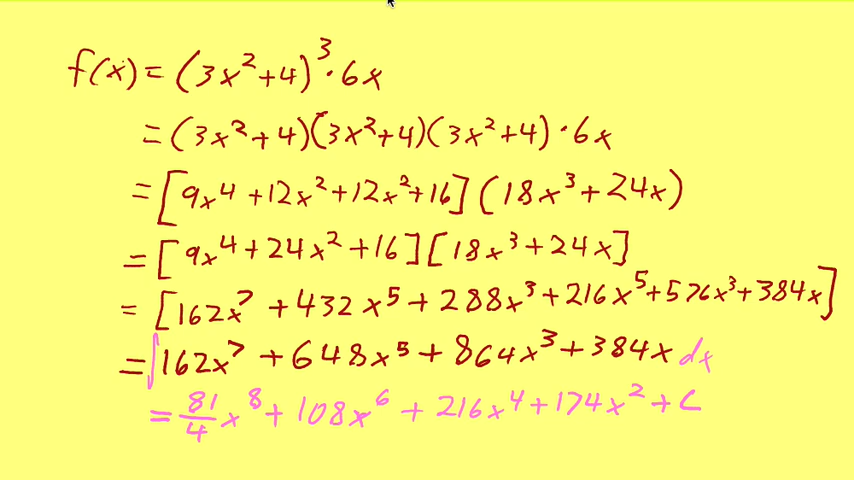 f(x) = (3x²+4)³·6x
= (3x²+4)(3x²+4)(3x²+4)·6x
= [9x⁴+12x²+12x²+16](18x³+24x)
= [9x⁴+24x²+16][18x³+24x]
= [162x⁷+432x⁵+288x³+216x⁵+576x³+384x]
= ∫162x⁷+648x⁵+864x³+384x dx
= 81/4 x⁸+108x⁶+216x⁴+174x²+C